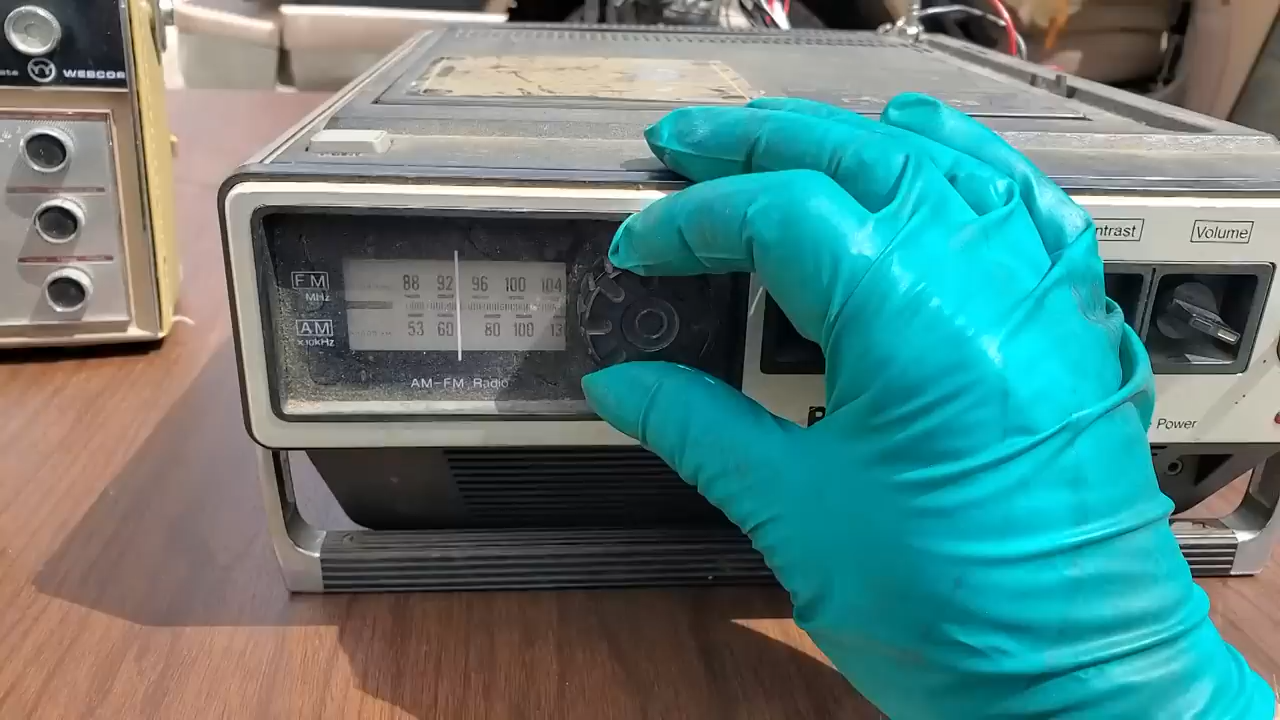 WEBCOR
FM
MHz
88 92 96 100 104
AM
x10kHz
53 60 80 100
AM-FM Radio
Volume
Power